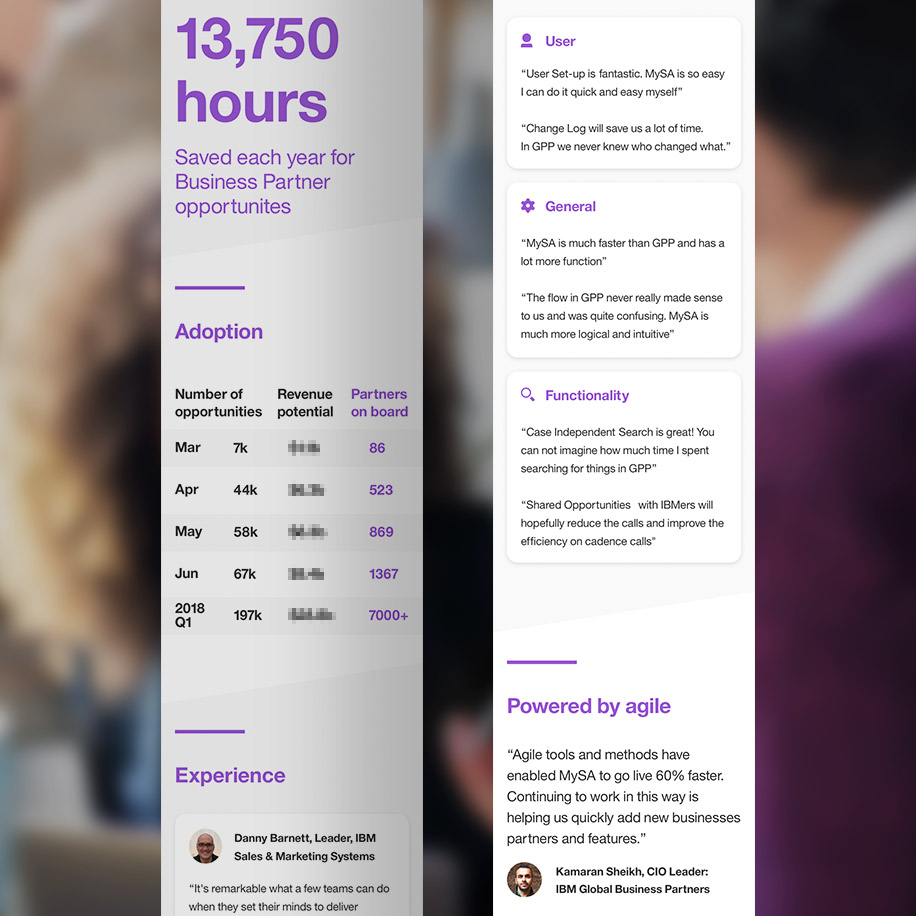 13,750
hours
Saved each year for
Business Partner
opportunites
Adoption
Number of
opportunities
Revenue
potential
Partners
on board
Mar 7k 86
Apr 44k 523
May 58k 869
Jun 67k 1367
2018
Q1 197k 7000+
Experience
Danny Barnett, Leader, IBM
Sales & Marketing Systems
“It's remarkable what a few teams can do
when they set their minds to deliver
User
“User Set-up is fantastic. MySA is so easy
I can do it quick and easy myself”
“Change Log will save us a lot of time.
In GPP we never knew who changed what.”
General
“MySA is much faster than GPP and has a
lot more function”
“The flow in GPP never really made sense
to us and was quite confusing. MySA is
much more logical and intuitive”
Functionality
“Case Independent Search is great! You
can not imagine how much time I spent
searching for things in GPP”
“Shared Opportunities with IBMers will
hopefully reduce the calls and improve the
efficiency on cadence calls"
Powered by agile
“Agile tools and methods have
enabled MySA to go live 60% faster.
Continuing to work in this way is
helping us quickly add new businesses
partners and features.”
Kamaran Sheikh, CIO Leader:
IBM Global Business Partners